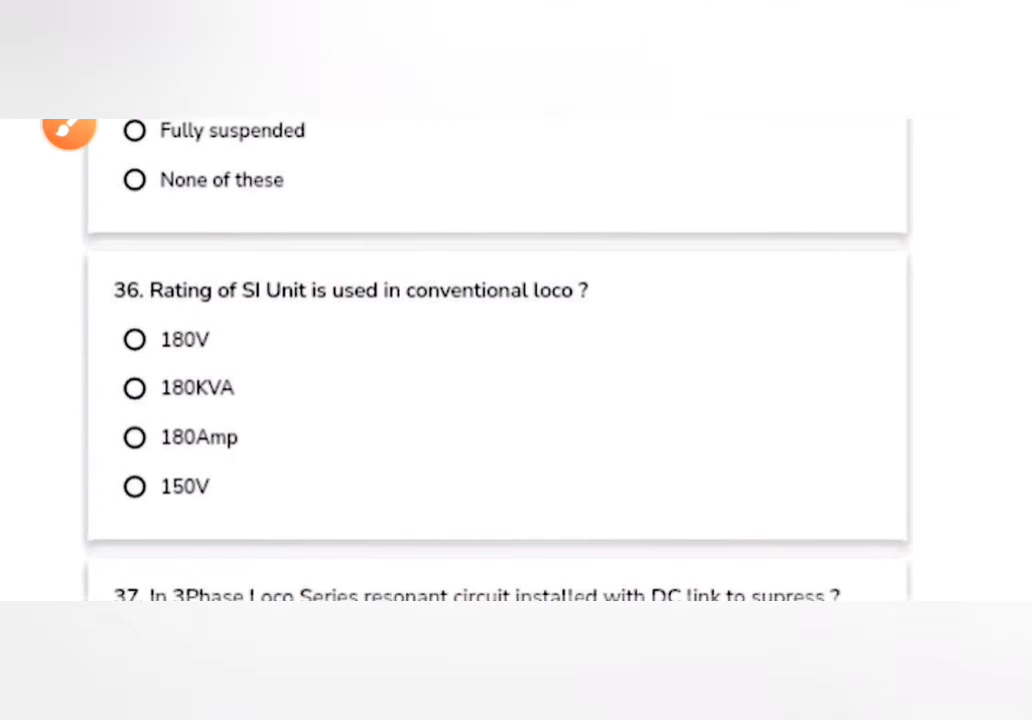 Fully suspended
None of these
36. Rating of SI Unit is used in conventional loco ?
180V
180KVA
180Amp
150V
37. In 3Phase Loco Series resonant circuit installed with DC link to supress ?